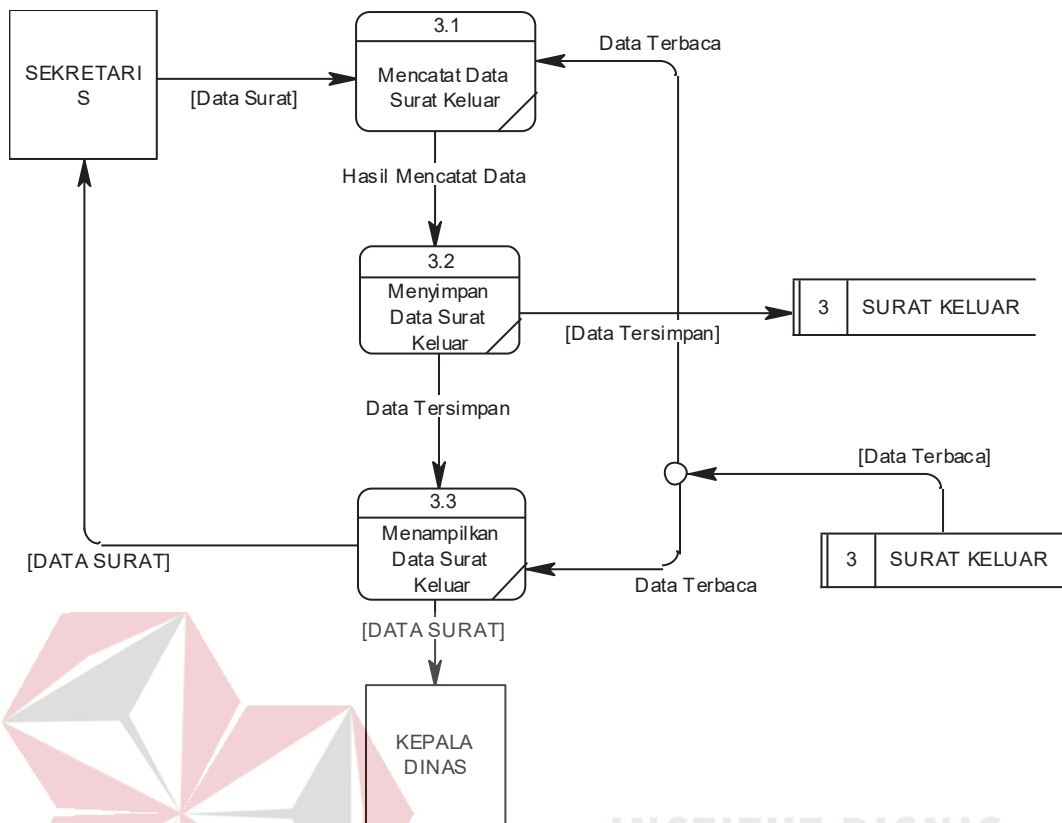 3.1
Data Terbaca
SEKRETARI
S
[Data Surat]
Mencatat Data
Surat Keluar
Hasil Mencatat Data
3.2
Menyimpan
Data Surat
Keluar
3
SURAT KELUAR
[Data Tersimpan]
Data Tersimpan
[Data Terbaca]
3.3
Menampilkan
Data Surat
Keluar
3
SURAT KELUAR
[DATA SURAT]
Data Terbaca
[DATA SURAT]
KEPALA
DINAS
INSTITUT BISNIS